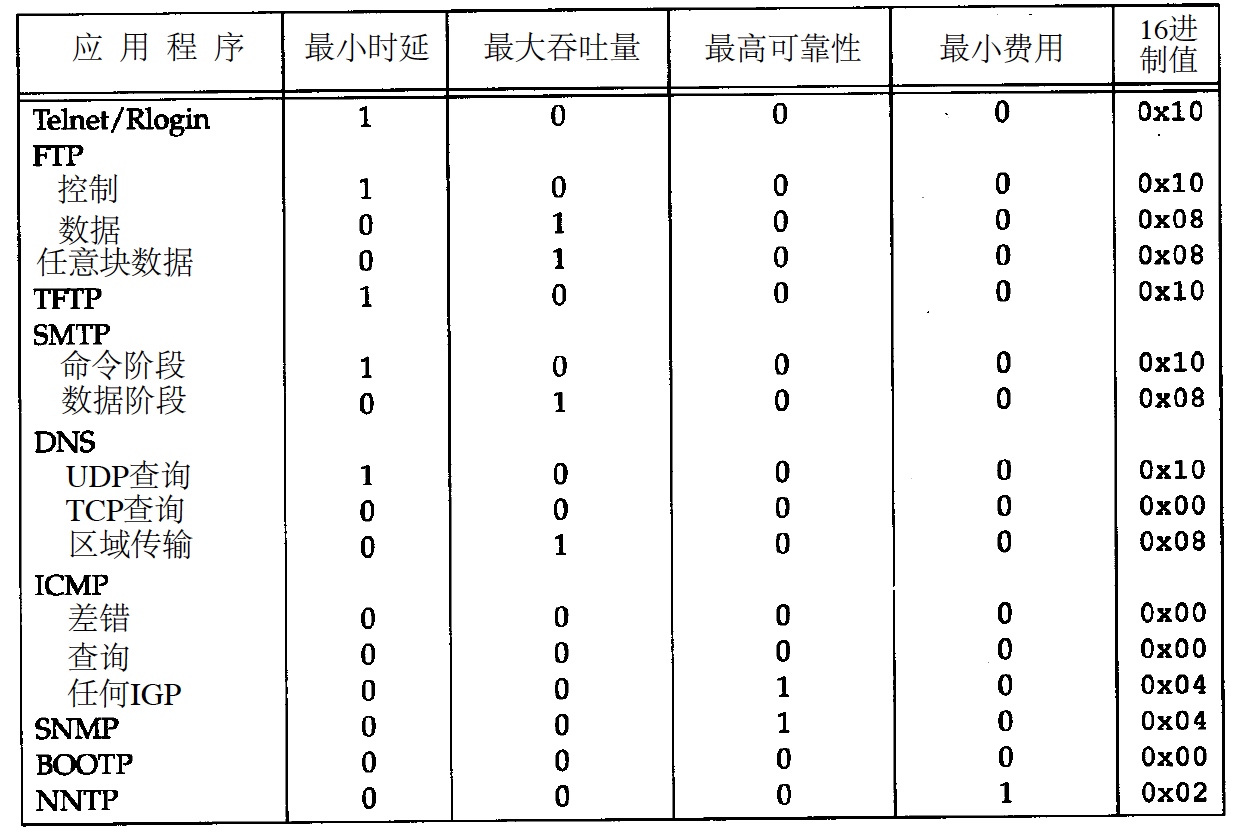 应用程序 最小时延 最大吞吐量 最高可靠性 最小费用 16进制值
Telnet/Rlogin 1 0 0 0 0x10
FTP
控制 1 0 0 0 0x10
数据 0 1 0 0 0x08
任意块数据 0 1 0 0 0x08
TFTP 1 0 0 0 0x10
SMTP
命令阶段 1 0 0 0 0x10
数据阶段 0 1 0 0 0x08
DNS
UDP查询 1 0 0 0 0x10
TCP查询 0 0 0 0 0x00
区域传输 0 1 0 0 0x08
ICMP
差错 0 0 0 0 0x00
查询 0 0 0 0 0x00
任何IGP 0 0 1 0 0x04
SNMP 0 0 1 0 0x04
BOOTP 0 0 0 0 0x00
NNTP 0 0 0 1 0x02